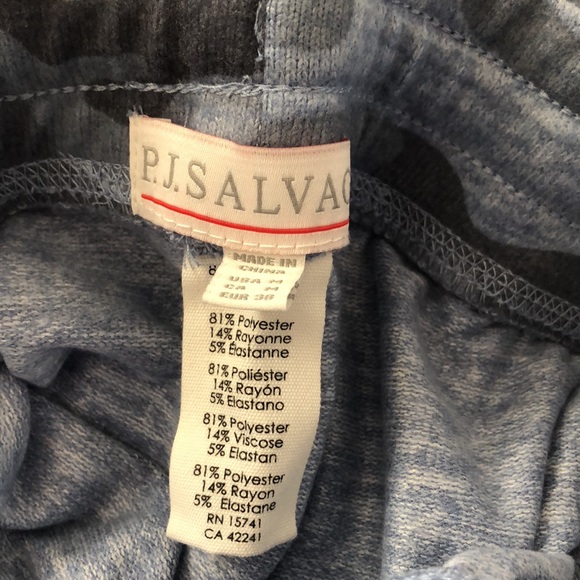 P.J.SALVAG
MADE IN
CHINA
USA M
CA M
EUR 38
81% Polyester
14% Rayonne
5% Élastanne
81% Poliéster
14% Rayón
5% Elastano
81% Polyester
14% Viscose
5% Elastan
81% Polyester
14% Rayon
5% Elastane
RN 15741
CA 42241